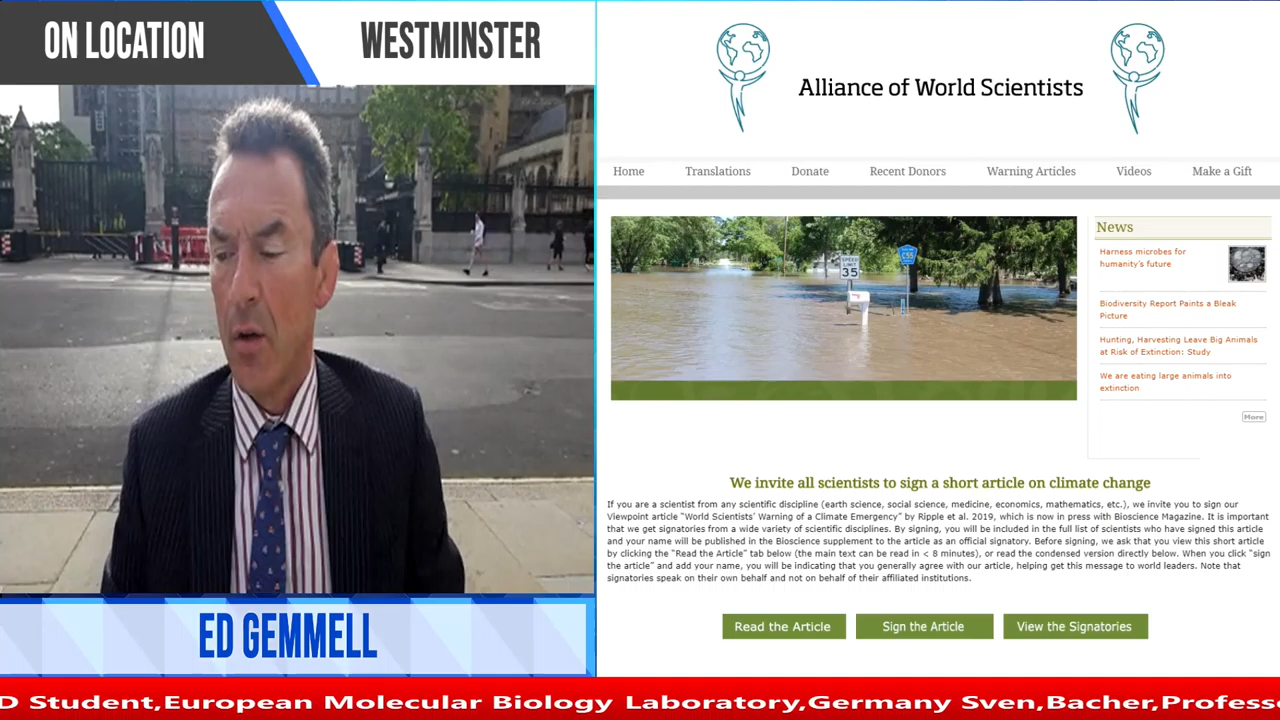 ON LOCATION
WESTMINSTER
Alliance of World Scientists
Home Translations Donate Recent Donors Warning Articles Videos Make a Gift
SPEED
LIMIT
35
News
Harness microbes for
humanity's future
Biodiversity Report Paints a Bleak
Picture
Hunting, Harvesting Leave Big Animals
at Risk of Extinction: Study
We are eating large animals into
extinction
More
We invite all scientists to sign a short article on climate change
If you are a scientist from any scientific discipline (earth science, social science, medicine, economics, mathematics, etc.), we invite you to sign our
Viewpoint article "World Scientists' Warning of a Climate Emergency" by Ripple et al. 2019, which is now in press with Bioscience Magazine. It is important
that we get signatories from a wide variety of scientific disciplines. By signing, you will be included in the full list of scientists who have signed this article
and your name will be published in the Bioscience supplement to the article as an official signatory. Before signing, we ask that you view this short article
by clicking the "Read the Article" tab below (the main text can be read in < 8 minutes), or read the condensed version directly below. When you click "sign
the article" and add your name, you will be indicating that you generally agree with our article, helping get this message to world leaders. Note that
signatories speak on their own behalf and not on behalf of their affiliated institutions.
Read the Article Sign the Article View the Signatories
ED GEMMELL
D Student,European Molecular Biology Laboratory,Germany Sven,Bacher,Profess